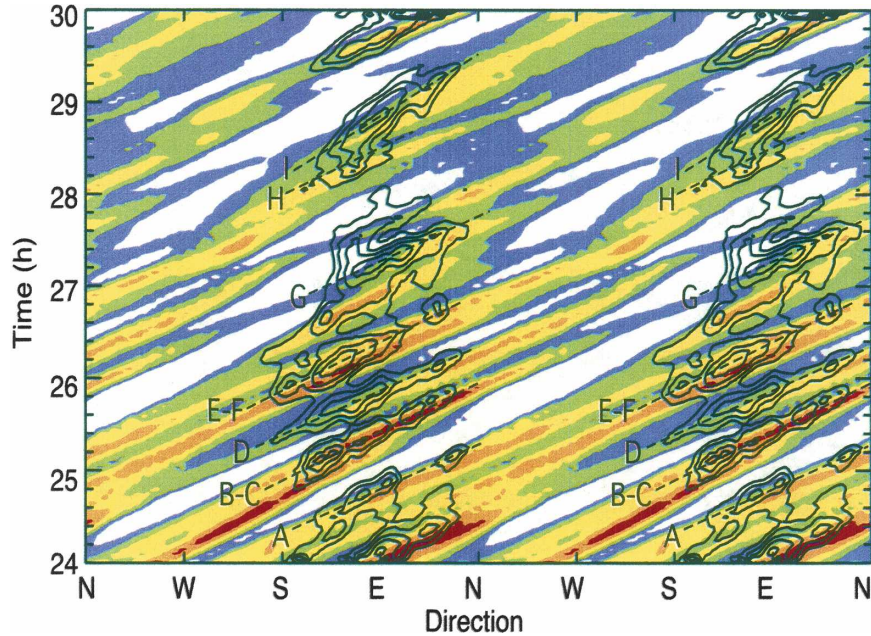 30
29
28
27
26
25
24
Time (h)
I I
H H
G G
E-F E-F
D D
B-C B-C
A A
N W S E N W S E N
Direction